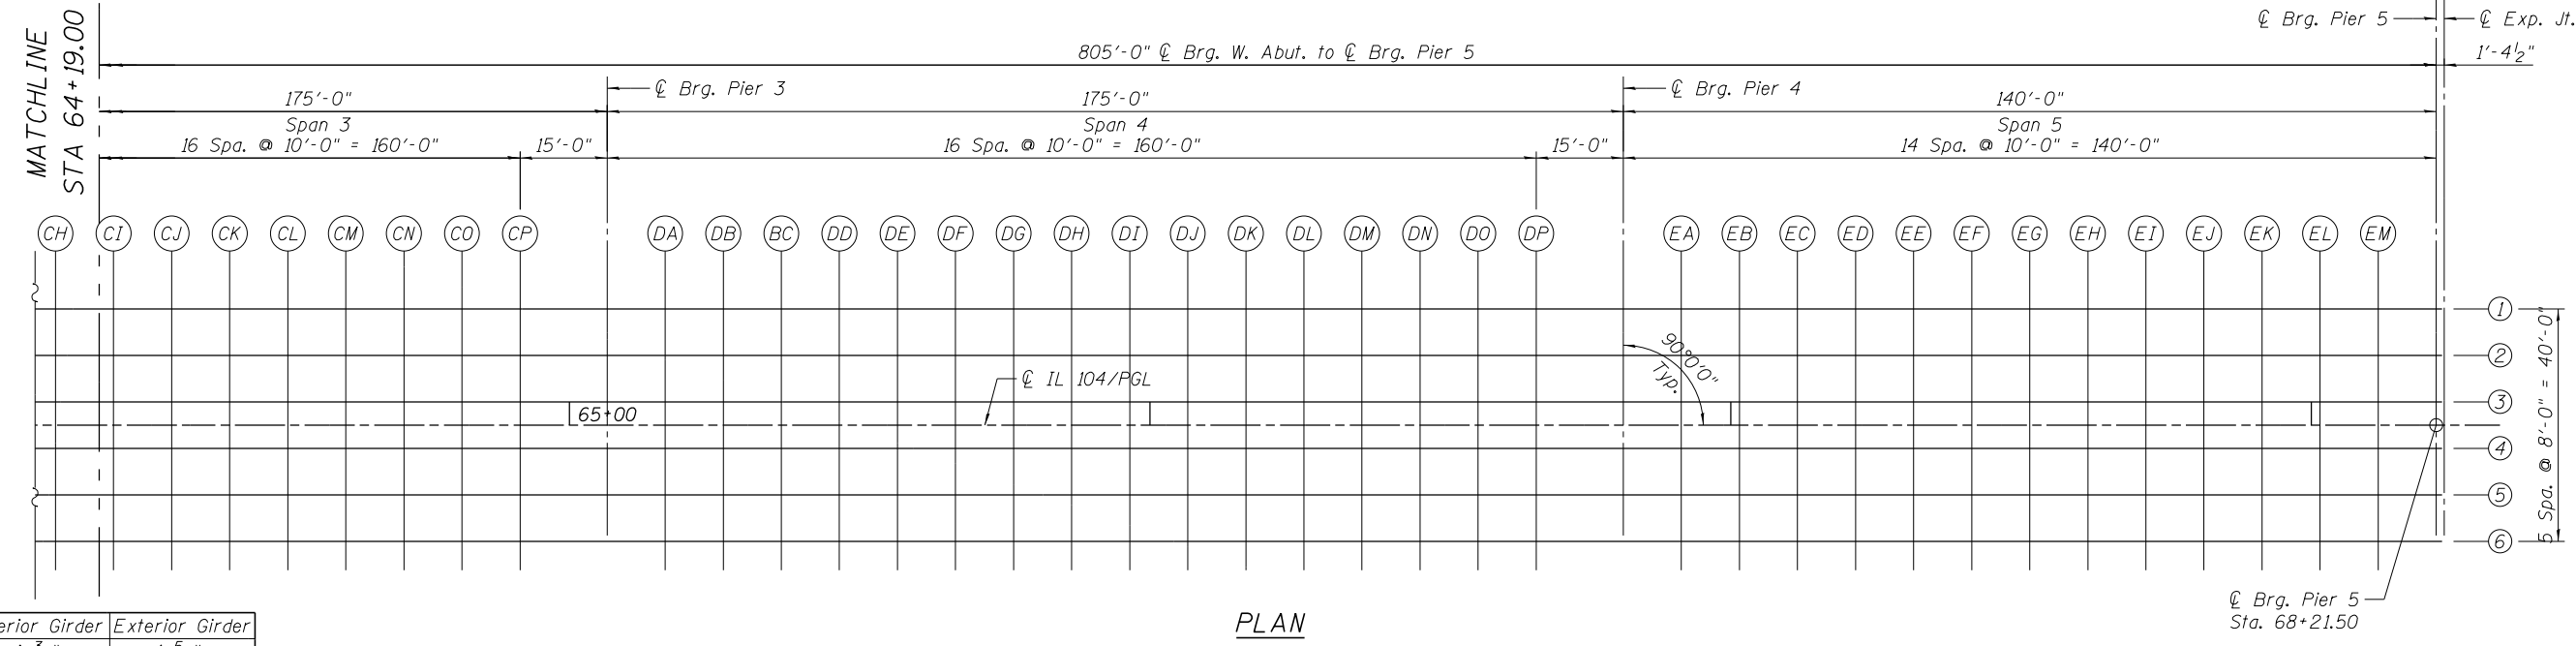 MATCHLINE
STA 64+19.00
℄ Brg. Pier 5
℄ Exp. Jt.
805'-0" ℄ Brg. W. Abut. to ℄ Brg. Pier 5
1'-4½"
175'-0"
℄ Brg. Pier 3
175'-0"
℄ Brg. Pier 4
140'-0"
Span 3
Span 4
Span 5
16 Spa. @ 10'-0" = 160'-0"
15'-0"
16 Spa. @ 10'-0" = 160'-0"
15'-0"
14 Spa. @ 10'-0" = 140'-0"
CH CI CJ CK CL CM CN CO CP DA DB BC DD DE DF DG DH DI DJ DK DL DM DN DO DP EA EB EC ED EE EF EG EH EI EJ EK EL EM
1
2
3
4
5
6
5 Spa. @ 8'-0" = 40'-0"
90°0'0"
Typ.
℄ IL 104/PGL
65+00
℄ Brg. Pier 5
Sta. 68+21.50
PLAN
erior Girder
Exterior Girder